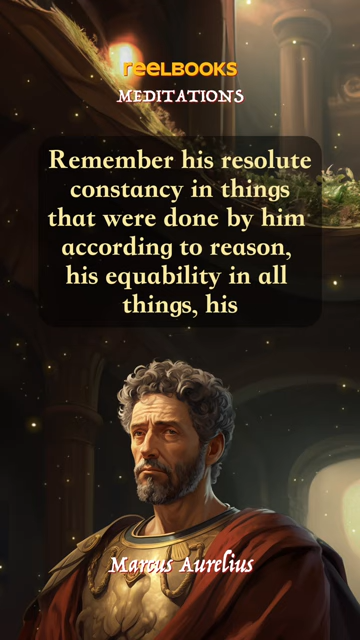 reelbooks
MEDITATIONS
Remember his resolute
constancy in things
that were done by him
according to reason,
his equability in all
things, his
Marcus Aurelius